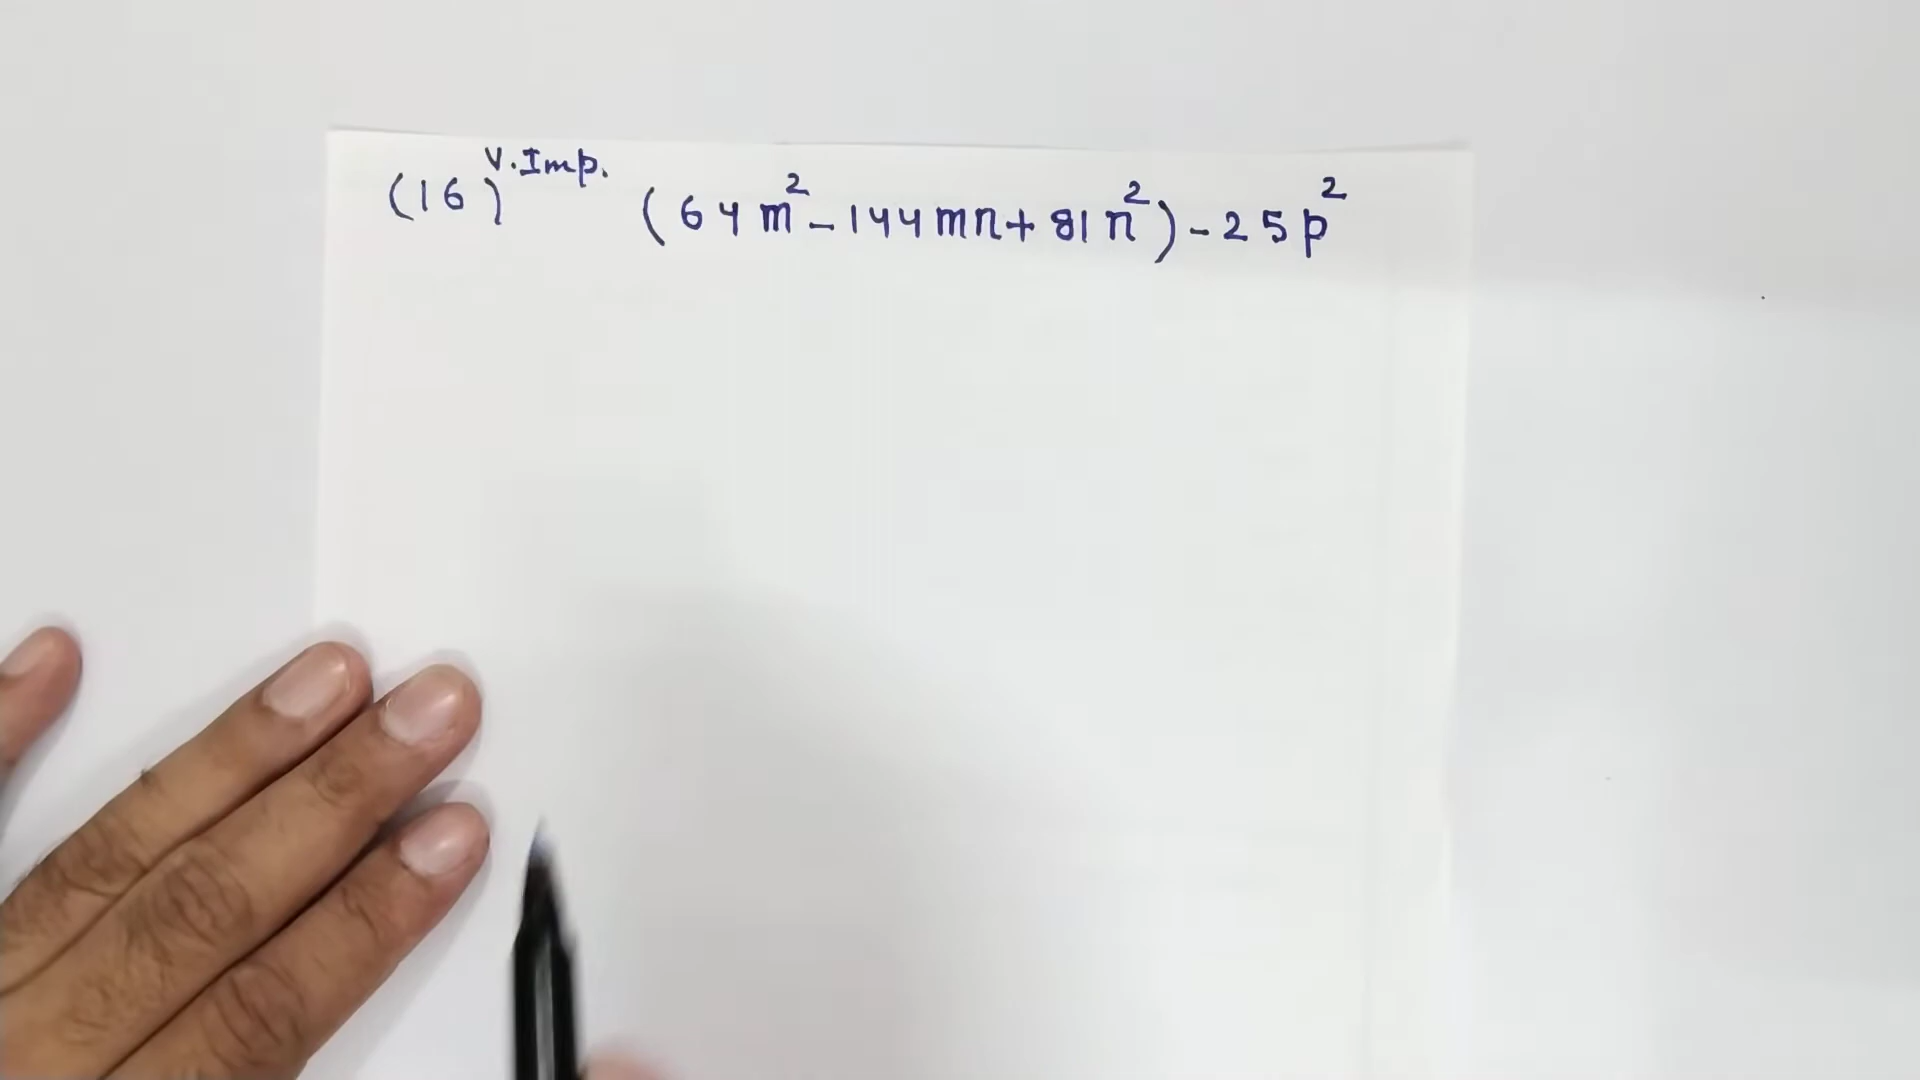 (16) V.Imp. (64m² - 144mn + 81n²) - 25p²